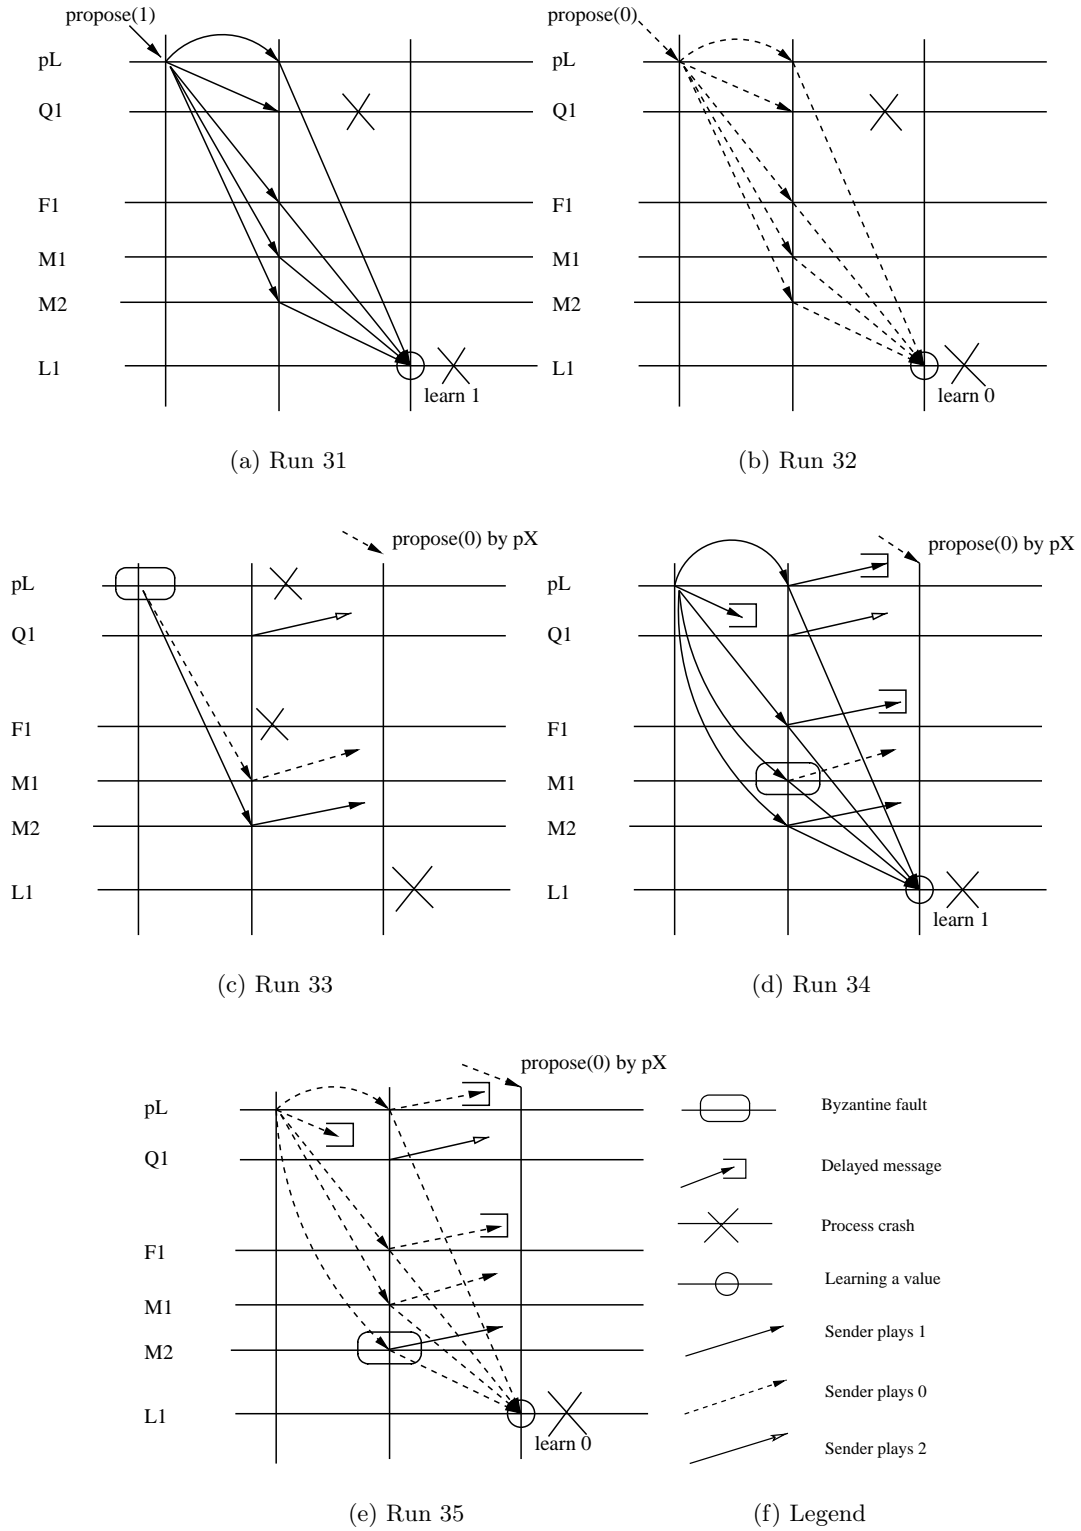 propose(1)
pL
Q1
F1
M1
M2
L1
learn 1
(a) Run 31
propose(0)
pL
Q1
F1
M1
M2
L1
learn 0
(b) Run 32
propose(0) by pX
pL
Q1
F1
M1
M2
L1
(c) Run 33
propose(0) by pX
pL
Q1
F1
M1
M2
L1
learn 1
(d) Run 34
propose(0) by pX
pL
Q1
F1
M1
M2
L1
learn 0
(e) Run 35
Byzantine fault
Delayed message
Process crash
Learning a value
Sender plays 1
Sender plays 0
Sender plays 2
(f) Legend